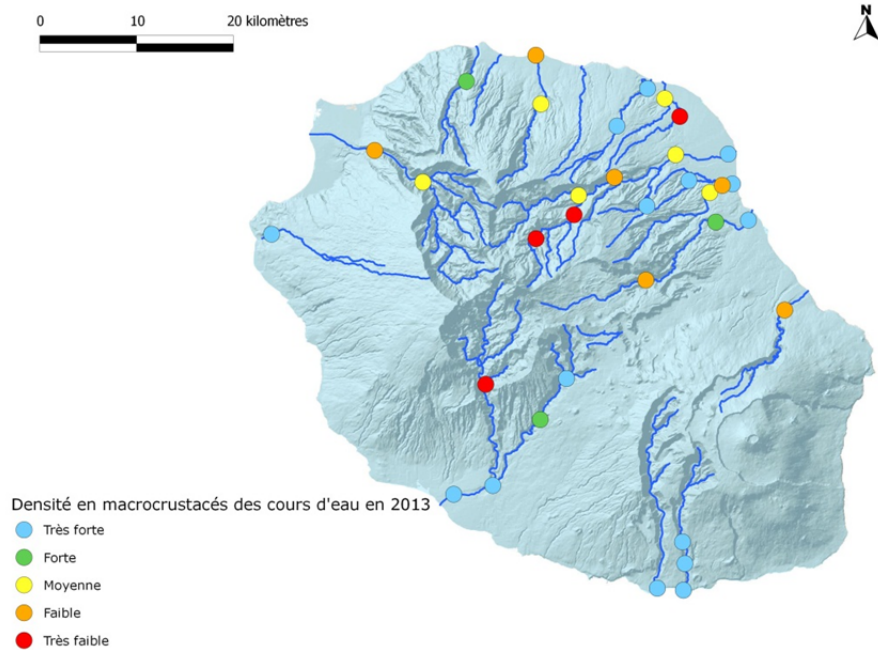 0 10 20 kilomètres
N
Densité en macrocrustacés des cours d'eau en 2013
Très forte
Forte
Moyenne
Faible
Très faible